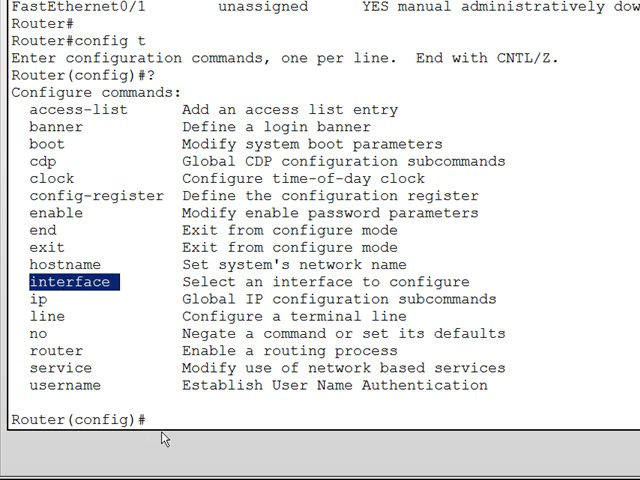 FastEthernet0/1        unassigned      YES manual administratively dow
Router#
Router#config t
Enter configuration commands, one per line.  End with CNTL/Z.
Router(config)#?
Configure commands:
  access-list      Add an access list entry
  banner           Define a login banner
  boot             Modify system boot parameters
  cdp              Global CDP configuration subcommands
  clock            Configure time-of-day clock
  config-register  Define the configuration register
  enable           Modify enable password parameters
  end              Exit from configure mode
  exit             Exit from configure mode
  hostname         Set system's network name
  interface        Select an interface to configure
  ip               Global IP configuration subcommands
  line             Configure a terminal line
  no               Negate a command or set its defaults
  router           Enable a routing process
  service          Modify use of network based services
  username         Establish User Name Authentication
Router(config)#